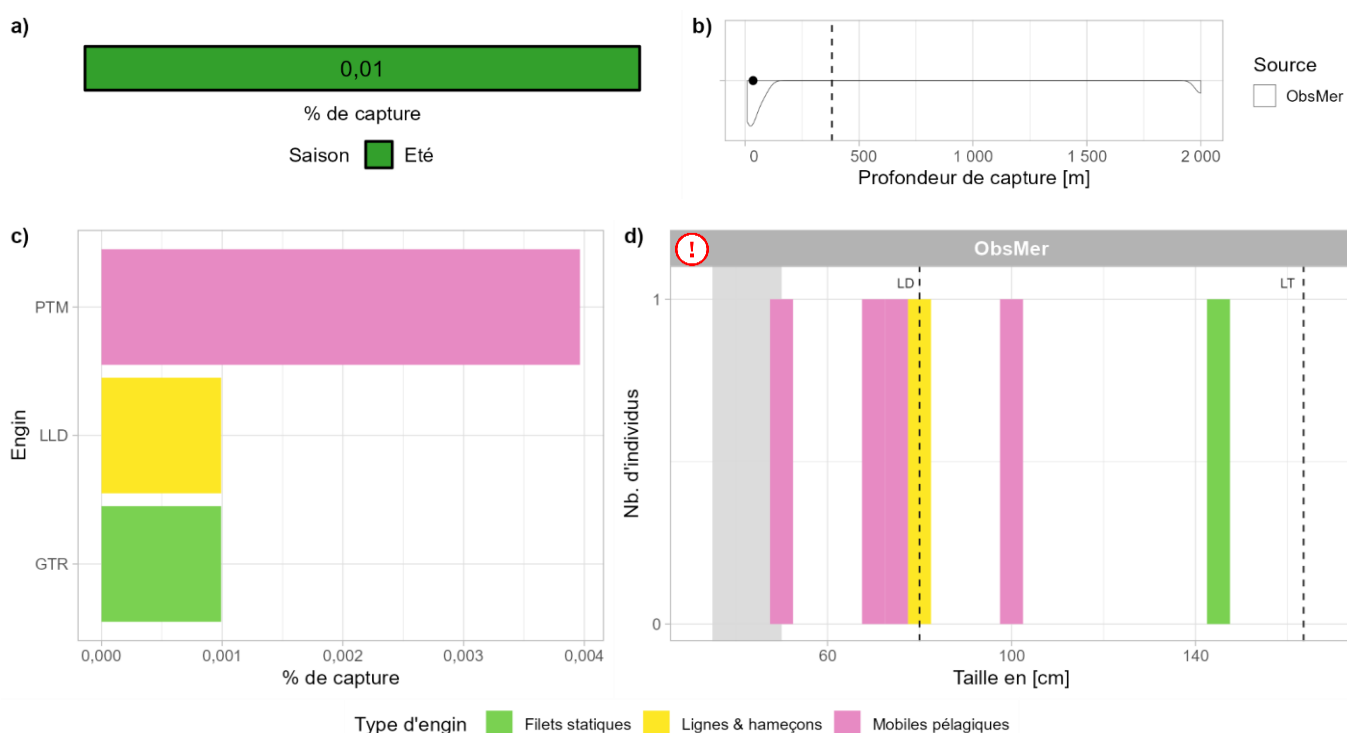 a)
0,01
% de capture
Saison Eté
b)
0 500 1 000 1 500 2 000
Profondeur de capture [m]
Source
ObsMer
c)
PTM
LLD
GTR
Engin
0,000 0,001 0,002 0,003 0,004
% de capture
d)
!
ObsMer
LD LT
1
0
Nb. d'individus
60 100 140
Taille en [cm]
Type d'engin Filets statiques Lignes & hameçons Mobiles pélagiques